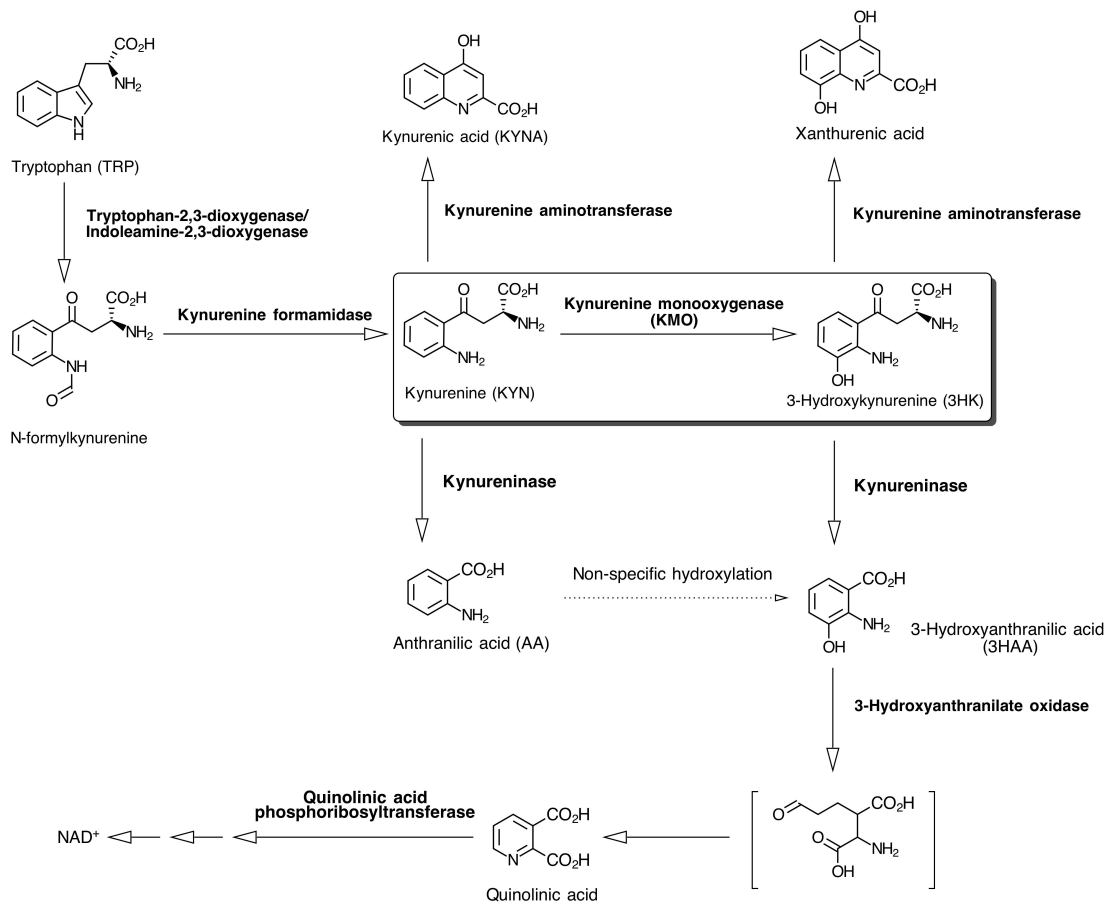 CO₂H
NH₂
N
H
Tryptophan (TRP)
OH
N
CO₂H
Kynurenic acid (KYNA)
OH
N
CO₂H
OH
Xanthurenic acid
Tryptophan-2,3-dioxygenase/
Indoleamine-2,3-dioxygenase
Kynurenine aminotransferase
Kynurenine aminotransferase
O
CO₂H
NH₂
NH
O
N-formylkynurenine
Kynurenine formamidase
O
CO₂H
NH₂
NH₂
Kynurenine (KYN)
Kynurenine monooxygenase
(KMO)
O
CO₂H
NH₂
NH₂
OH
3-Hydroxykynurenine (3HK)
Kynureninase
Kynureninase
CO₂H
NH₂
Anthranilic acid (AA)
Non-specific hydroxylation
CO₂H
NH₂
OH
3-Hydroxyanthranilic acid
(3HAA)
3-Hydroxyanthranilate oxidase
O
CO₂H
O
NH₂
OH
CO₂H
N
CO₂H
Quinolinic acid
Quinolinic acid
phosphoribosyltransferase
NAD⁺